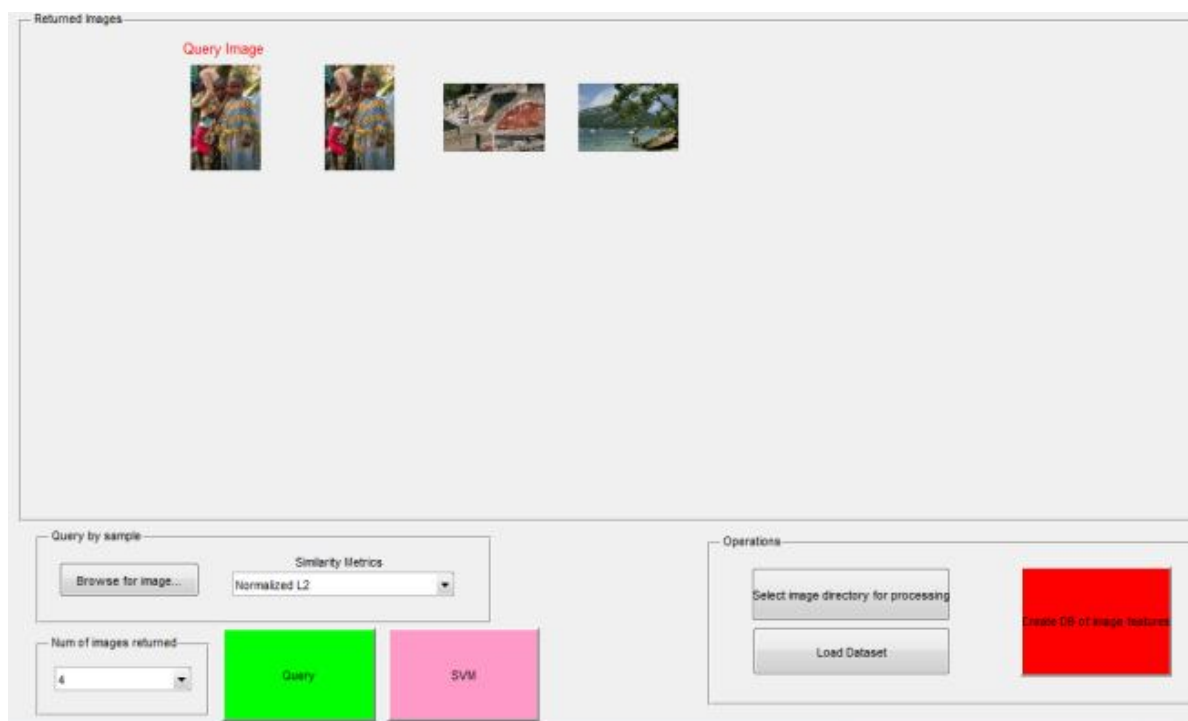 Returned Images
Query Image
Query by sample
Similarity Metrics
Browse for image...
Normalized L2
Num of images returned
4
Query
SVM
Operations
Select image directory for processing
Load Dataset
Create DB of image features